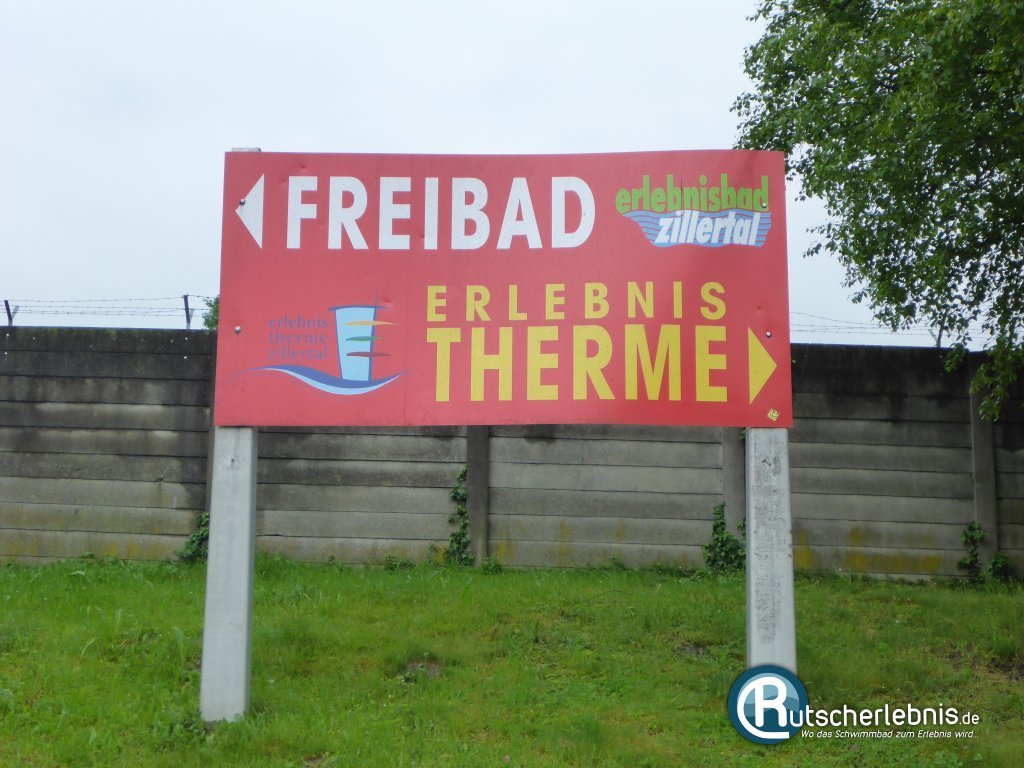 FREIBAD
erlebnisbad
zillertal
ERLEBNIS
THERME
erlebnis
therme
zillertal
Rutscherlebnis.de
Wo das Schwimmbad zum Erlebnis wird..